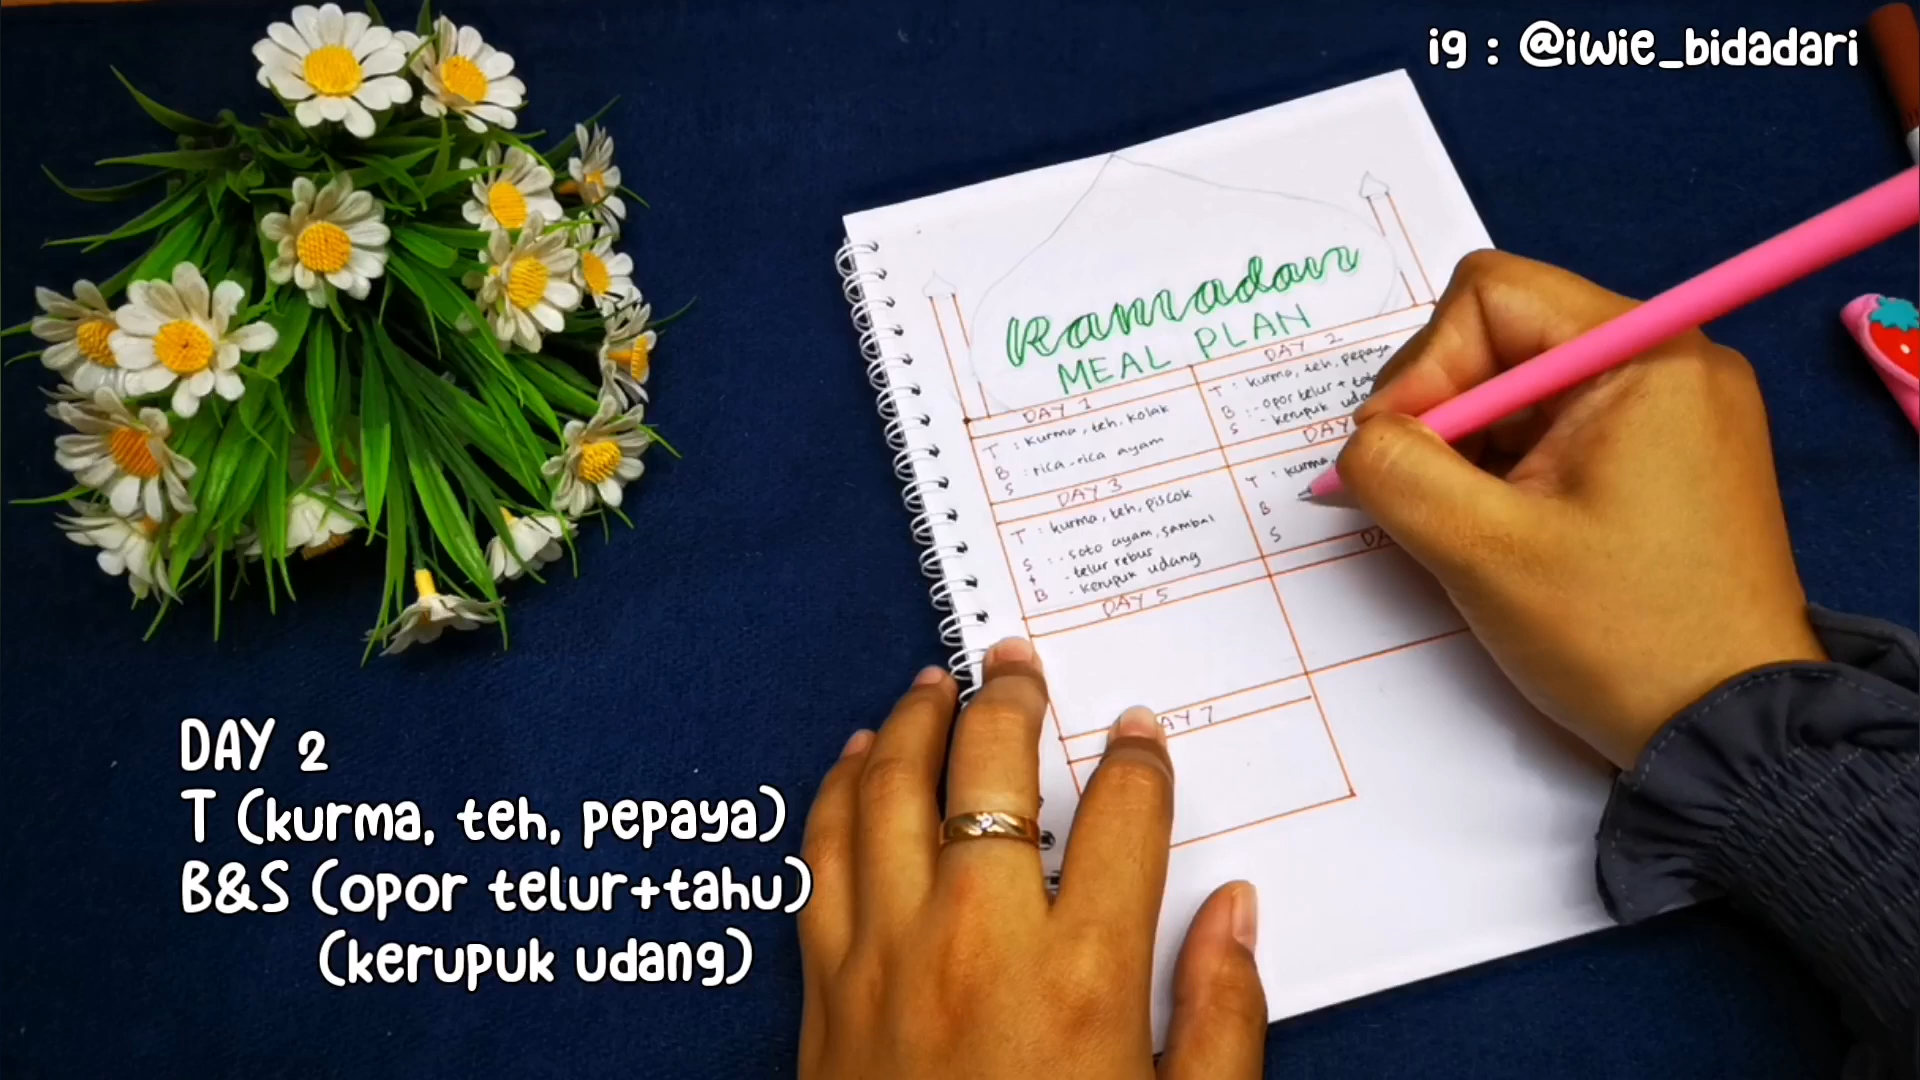 ig : @iwie_bidadari
Ramadan
MEAL PLAN
DAY 1
T : kurma, teh, kolak
B : rica-rica ayam
S
DAY 2
T : kurma, teh, pepaya
B : - opor telur +
S - kerupuk
DAY 3
T : kurma, teh, piscok
S : - soto ayam, sambal
+ - telur rebus
B - kerupuk udang
DAY
T : kurma,
B
S
DAY 5
DAY 7
DAY 2
T (kurma, teh, pepaya)
B&S (opor telur+tahu)
(kerupuk udang)